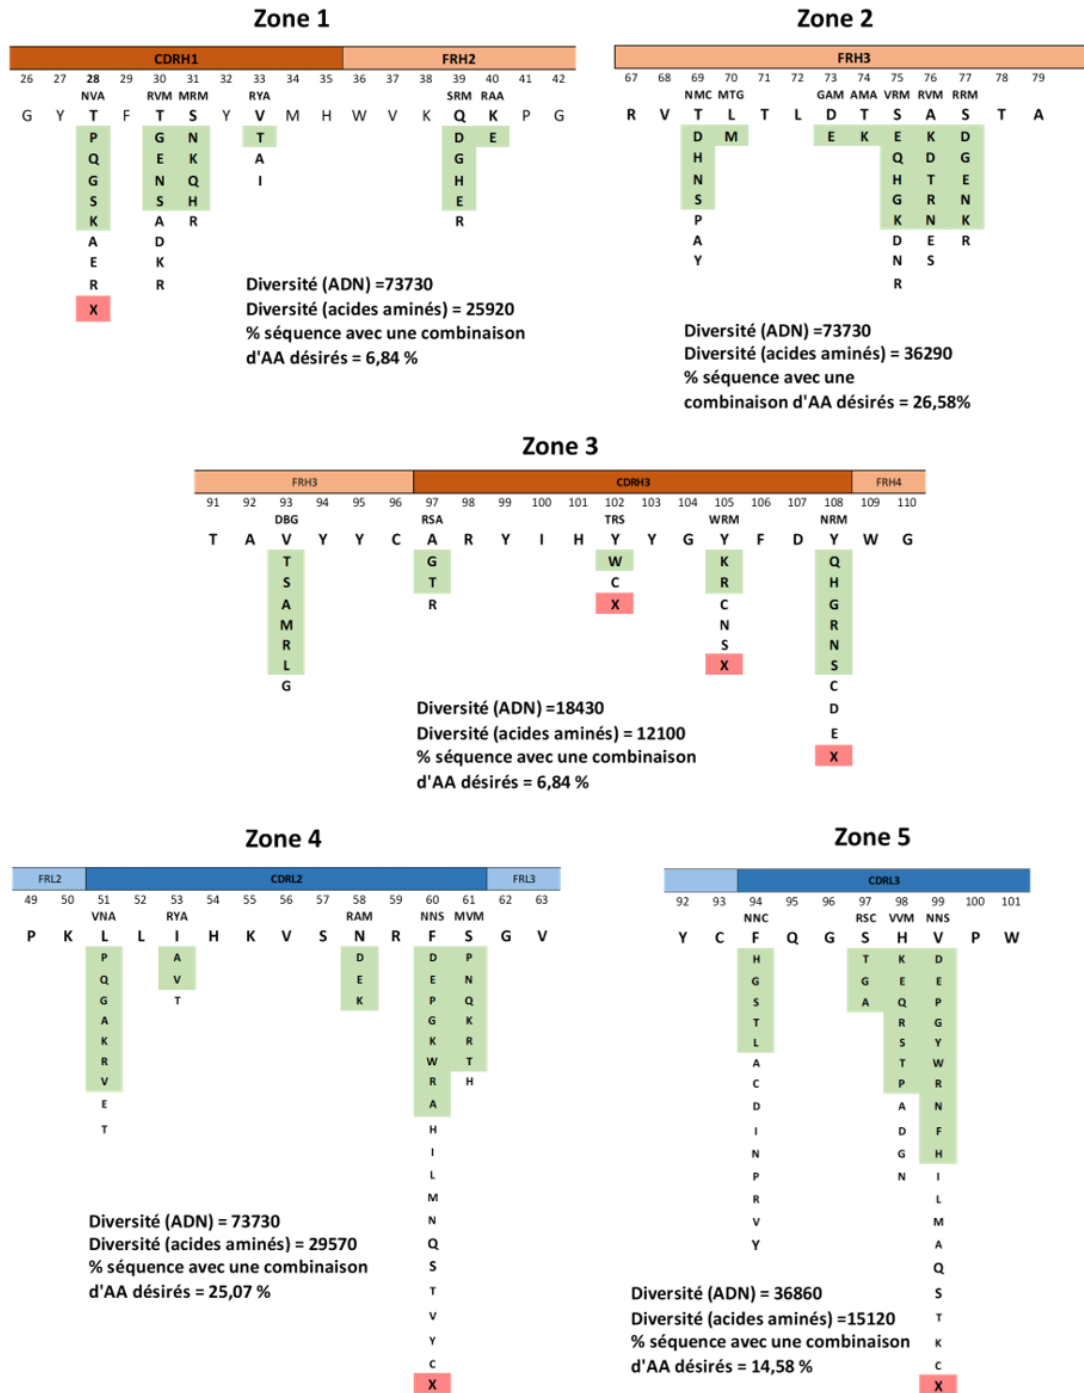 Zone 1
CDRH1 FRH2
26 27 28 29 30 31 32 33 34 35 36 37 38 39 40 41 42
NVA RVM MRM RYA SRM RAA
G Y T F T S Y V M H W V K Q K P G
P G N T D E
Q E K A G
G N Q I H
S S H E
K A R R
A D
E K
R R
X
Diversité (ADN) =73730
Diversité (acides aminés) = 25920
% séquence avec une combinaison
d'AA désirés = 6,84 %
Zone 2
FRH3
67 68 69 70 71 72 73 74 75 76 77 78 79
NMC MTG GAM AMA VRM RVM RRM
R V T L T L D T S A S T A
D M E K E K D
H Q D G
N H T E
S G R N
P K N K
A D E R
Y N S
R
Diversité (ADN) =73730
Diversité (acides aminés) = 36290
% séquence avec une
combinaison d'AA désirés = 26,58%
Zone 3
FRH3 CDRH3 FRH4
91 92 93 94 95 96 97 98 99 100 101 102 103 104 105 106 107 108 109 110
DBG RSA TRS WRM NRM
T A V Y Y C A R Y I H Y Y G Y F D Y W G
T G W K Q
S T C R H
A R X C G
M N R
R S N
L X S
G C
D
E
X
Diversité (ADN) =18430
Diversité (acides aminés) = 12100
% séquence avec une combinaison
d'AA désirés = 6,84 %
Zone 4
FRL2 CDRL2 FRL3
49 50 51 52 53 54 55 56 57 58 59 60 61 62 63
VNA RYA RAM NNS MVM
P K L L I H K V S N R F S G V
P A D D P
Q V E E N
G T K P Q
A G K
K K R
R W T
V R H
E A
T H
I
L
M
N
Q
S
T
V
Y
C
X
Diversité (ADN) =73730
Diversité (acides aminés) = 29570
% séquence avec une combinaison
d'AA désirés = 25,07 %
Zone 5
CDRL3
92 93 94 95 96 97 98 99 100 101
NNC RSC VVM NNS
Y C F Q G S H V P W
H T K D
G G E E
S A Q P
T R G
L S Y
A T W
C P R
D A N
I D F
N G H
P N I
R L
V M
Y A
Q
S
T
K
C
X
Diversité (ADN) = 36860
Diversité (acides aminés) =15120
% séquence avec une combinaison
d'AA désirés = 14,58 %